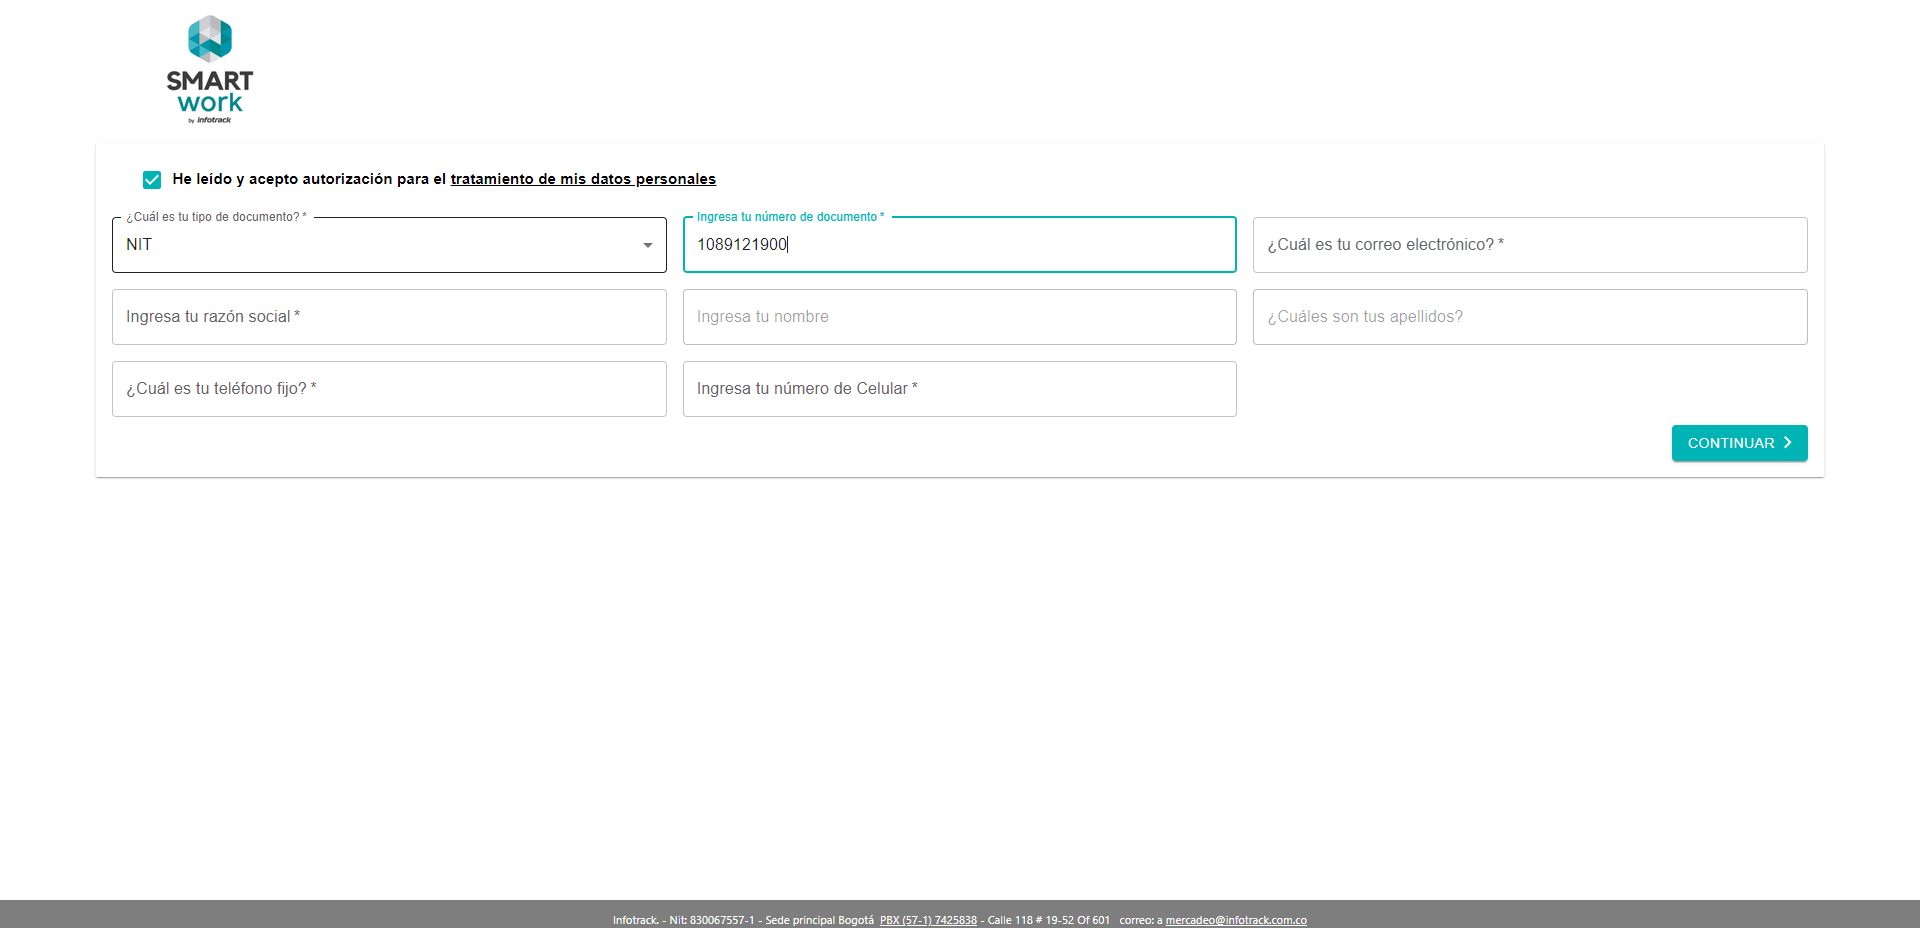 SMART
work
by infotrack
He leído y acepto autorización para el tratamiento de mis datos personales
¿Cuál es tu tipo de documento? *
NIT
Ingresa tu número de documento *
1089121900
¿Cuál es tu correo electrónico? *
Ingresa tu razón social *
Ingresa tu nombre
¿Cuáles son tus apellidos?
¿Cuál es tu teléfono fijo? *
Ingresa tu número de Celular *
CONTINUAR
Infotrack. - Nit: 830067557-1 - Sede principal Bogotá PBX (57-1) 7425838 - Calle 118 # 19-52 Of 601 correo: a mercadeo@infotrack.com.co